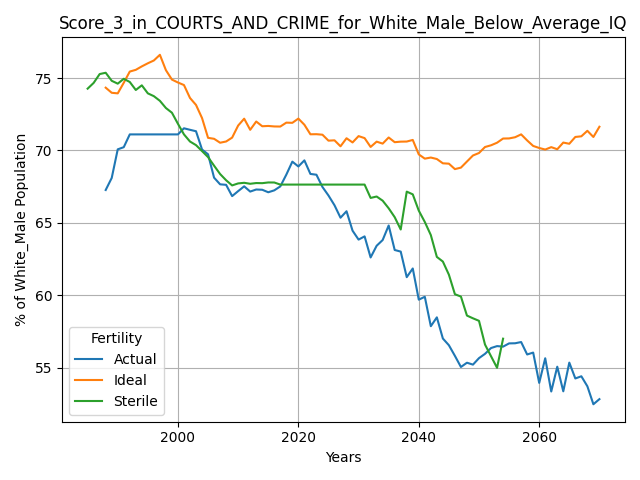 Score_3_in_COURTS_AND_CRIME_for_White_Male_Below_Average_IQ
% of White_Male Population
75
70
65
60
55
Fertility
Actual
Ideal
Sterile
2000
2020
2040
2060
Years